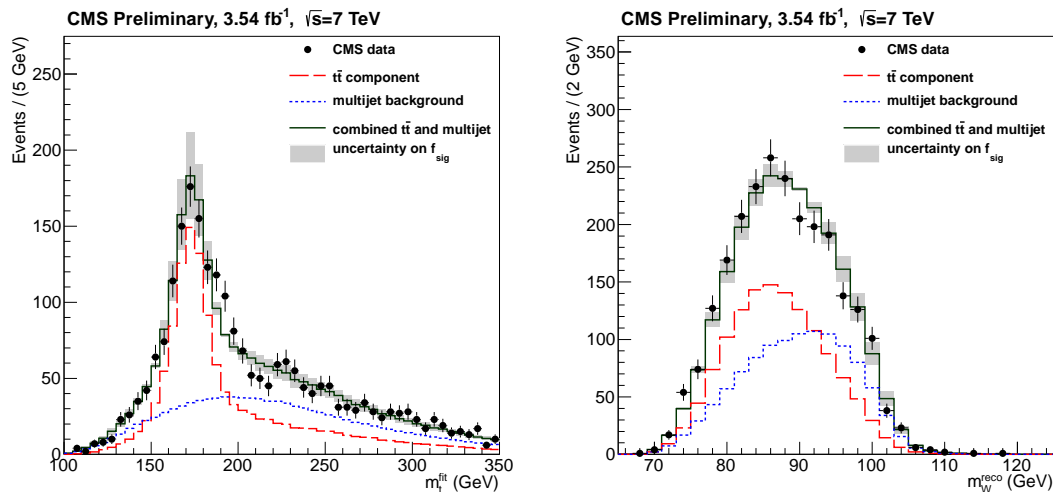 CMS Preliminary, 3.54 fb⁻¹, √s=7 TeV
Events / (5 GeV)
250
200
150
100
50
0
CMS data
tt̄ component
multijet background
combined tt̄ and multijet
uncertainty on f_sig
100 150 200 250 300 350
m_t^fit (GeV)
CMS Preliminary, 3.54 fb⁻¹, √s=7 TeV
Events / (2 GeV)
350
300
250
200
150
100
50
0
CMS data
tt̄ component
multijet background
combined tt̄ and multijet
uncertainty on f_sig
70 80 90 100 110 120
m_W^reco (GeV)